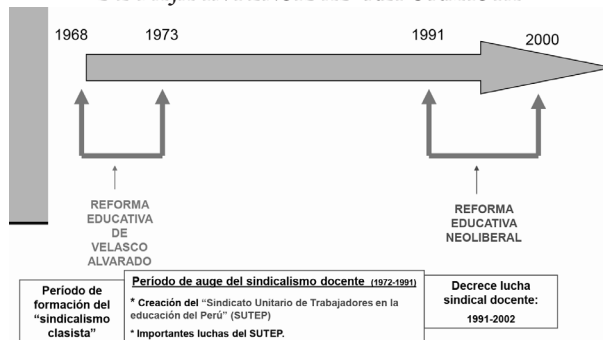 1968
1973
1991
2000
REFORMA
EDUCATIVA
DE
VELASCO
ALVARADO
REFORMA
EDUCATIVA
NEOLIBERAL
Período de
formación del
“sindicalismo
clasista”
Período de auge del sindicalismo docente (1972-1991)
* Creación del “Sindicato Unitario de Trabajadores en la
educación del Perú” (SUTEP)
* Importantes luchas del SUTEP.
Decrece lucha
sindical docente:
1991-2002